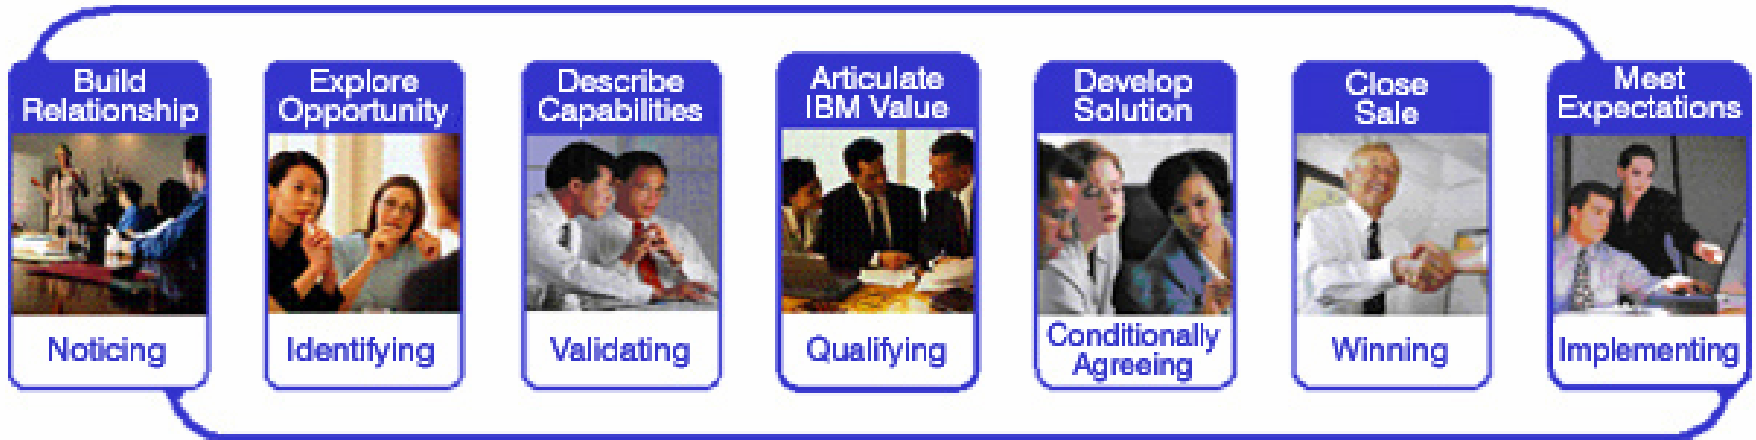 Build
Relationship
Noticing
Explore
Opportunity
Identifying
Describe
Capabilities
Validating
Articulate
IBM Value
Qualifying
Develop
Solution
Conditionally
Agreeing
Close
Sale
Winning
Meet
Expectations
Implementing